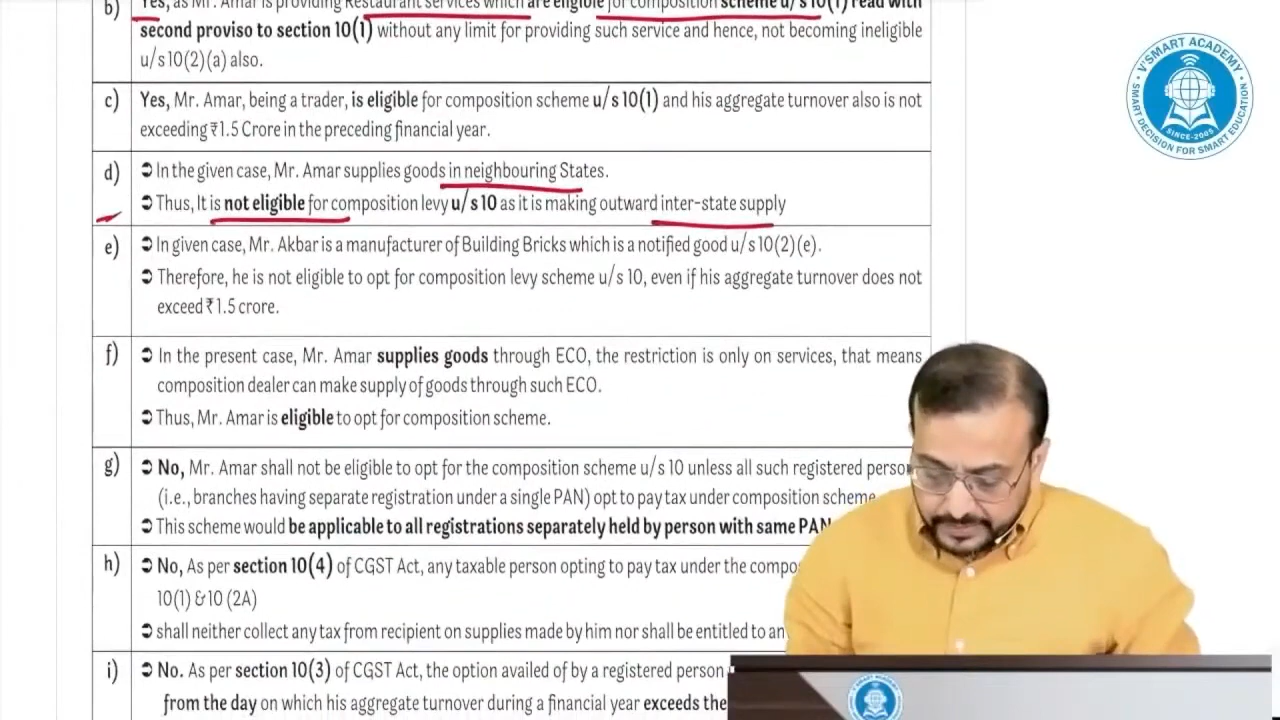 b) Yes, as Mr. Amar is providing Restaurant services which are eligible for composition scheme u/s 10(1) read with
second proviso to section 10(1) without any limit for providing such service and hence, not becoming ineligible
u/s 10(2)(a) also.
c) Yes, Mr. Amar, being a trader, is eligible for composition scheme u/s 10(1) and his aggregate turnover also is not
exceeding ₹1.5 Crore in the preceding financial year.
d) ➲ In the given case, Mr. Amar supplies goods in neighbouring States.
➲ Thus, It is not eligible for composition levy u/s 10 as it is making outward inter-state supply
e) ➲ In given case, Mr. Akbar is a manufacturer of Building Bricks which is a notified good u/s 10(2)(e).
➲ Therefore, he is not eligible to opt for composition levy scheme u/s 10, even if his aggregate turnover does not
exceed ₹1.5 crore.
f) ➲ In the present case, Mr. Amar supplies goods through ECO, the restriction is only on services, that means
composition dealer can make supply of goods through such ECO.
➲ Thus, Mr. Amar is eligible to opt for composition scheme.
g) ➲ No, Mr. Amar shall not be eligible to opt for the composition scheme u/s 10 unless all such registered perso
(i.e., branches having separate registration under a single PAN) opt to pay tax under composition scheme
➲ This scheme would be applicable to all registrations separately held by person with same PAN
h) ➲ No, As per section 10(4) of CGST Act, any taxable person opting to pay tax under the compo
10(1) & 10 (2A)
➲ shall neither collect any tax from recipient on supplies made by him nor shall be entitled to an
i) ➲ No. As per section 10(3) of CGST Act, the option availed of by a registered person
from the day on which his aggregate turnover during a financial year exceeds the
V'SMART ACADEMY
SINCE-2005
SMART DECISION FOR SMART EDUCATION